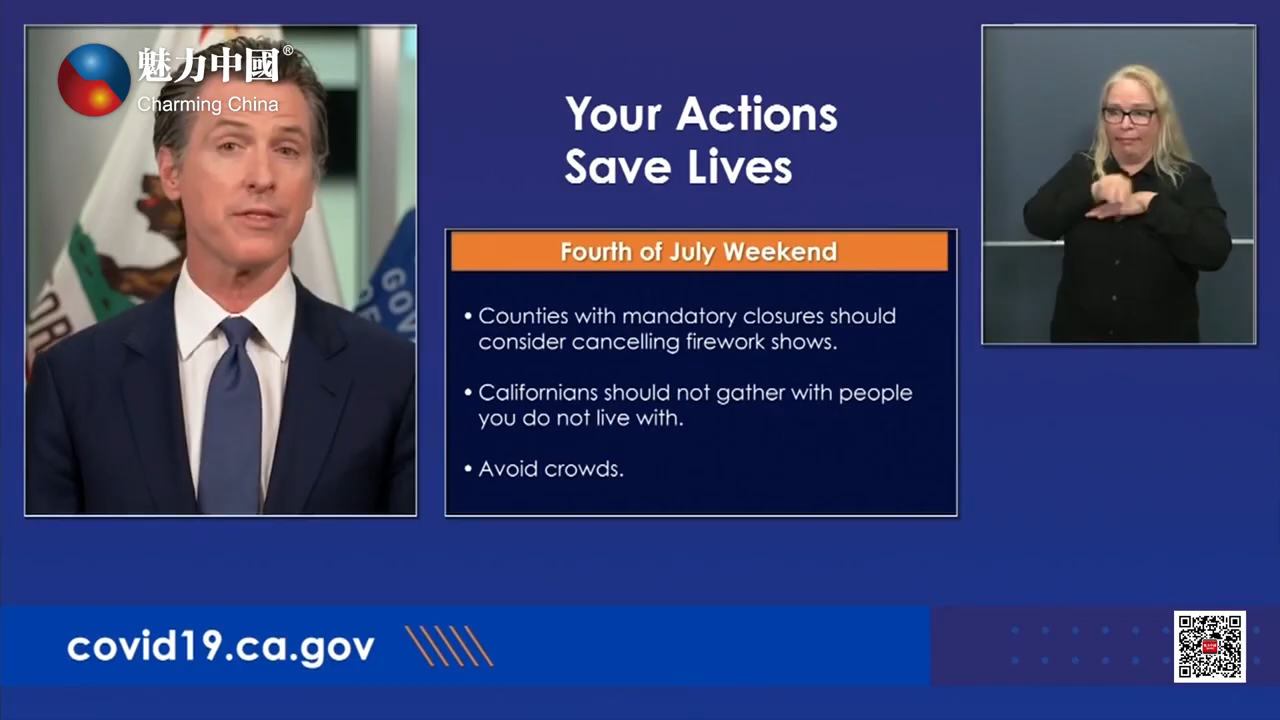 魅力中國®
Charming China
Your Actions
Save Lives
Fourth of July Weekend
• Counties with mandatory closures should
consider cancelling firework shows.
• Californians should not gather with people
you do not live with.
• Avoid crowds.
covid19.ca.gov